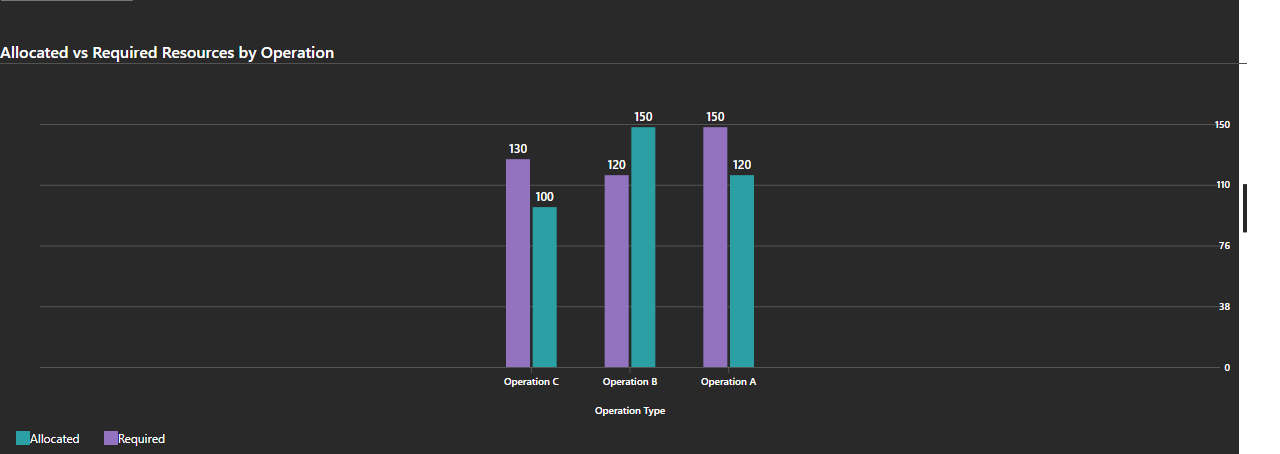 Allocated vs Required Resources by Operation
150 150 150
130 120 120
110
100
76
38
0
Operation C Operation B Operation A
Operation Type
Allocated Required